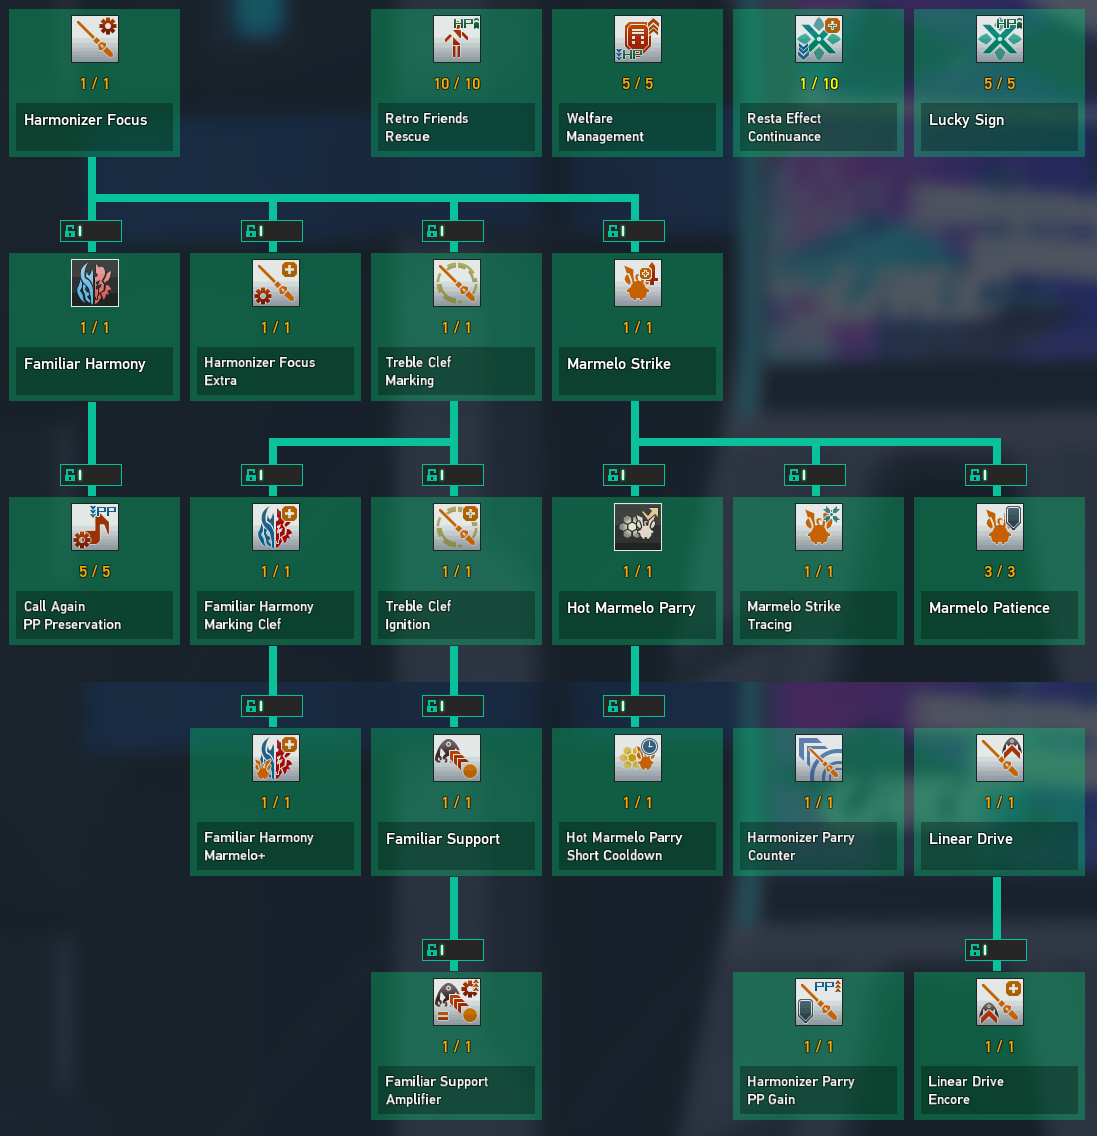 HP
HP
HP
1 / 1
10 / 10
5 / 5
1 / 10
5 / 5
Harmonizer Focus
Retro Friends
Rescue
Welfare
Management
Resta Effect
Continuance
Lucky Sign
1 / 1
1 / 1
1 / 1
1 / 1
Familiar Harmony
Harmonizer Focus
Extra
Treble Clef
Marking
Marmelo Strike
PP
5 / 5
1 / 1
1 / 1
1 / 1
1 / 1
3 / 3
Call Again
PP Preservation
Familiar Harmony
Marking Clef
Treble Clef
Ignition
Hot Marmelo Parry
Marmelo Strike
Tracing
Marmelo Patience
1 / 1
1 / 1
1 / 1
1 / 1
1 / 1
Familiar Harmony
Marmelo+
Familiar Support
Hot Marmelo Parry
Short Cooldown
Harmonizer Parry
Counter
Linear Drive
PP
1 / 1
1 / 1
1 / 1
Familiar Support
Amplifier
Harmonizer Parry
PP Gain
Linear Drive
Encore